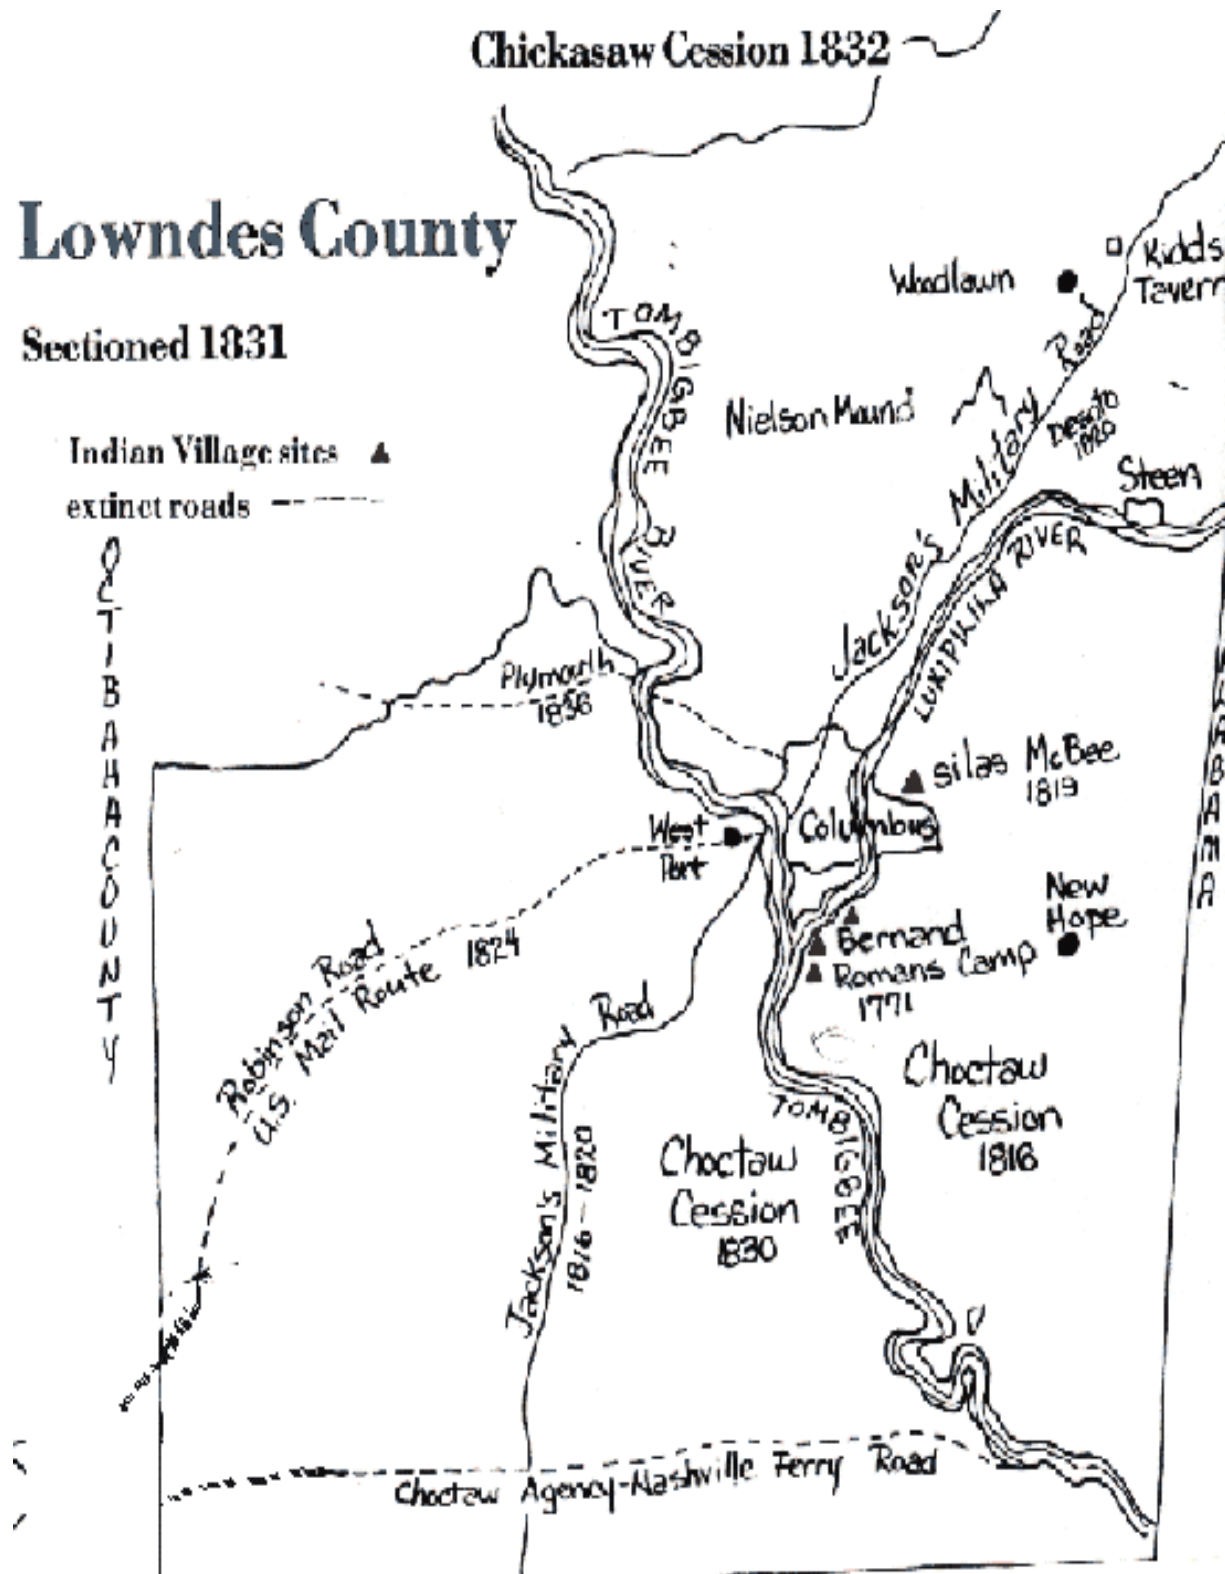 Chickasaw Cession 1832
Lowndes County
Sectioned 1831
Indian Village sites
extinct roads
OCTIBAHA COUNTY
TOMBIGBEE RIVER
Woodlawn
Kidds
Tavern
Nielson Mound
Desoto
1820
Steen
Jackson's Military Road
LUXIPILILA RIVER
Plymouth
1836
Silas McBee
1819
ALABAMA
West
Port
Columbus
New
Hope
Bernand
Romans Camp
1771
Robinson Road
U.S. Mail Route 1824
Jackson's Military Road
1816-1820
Choctaw
Cession
1816
TOMBIGBEE
Choctaw
Cession
1830
Choctaw Agency-Nashville Ferry Road